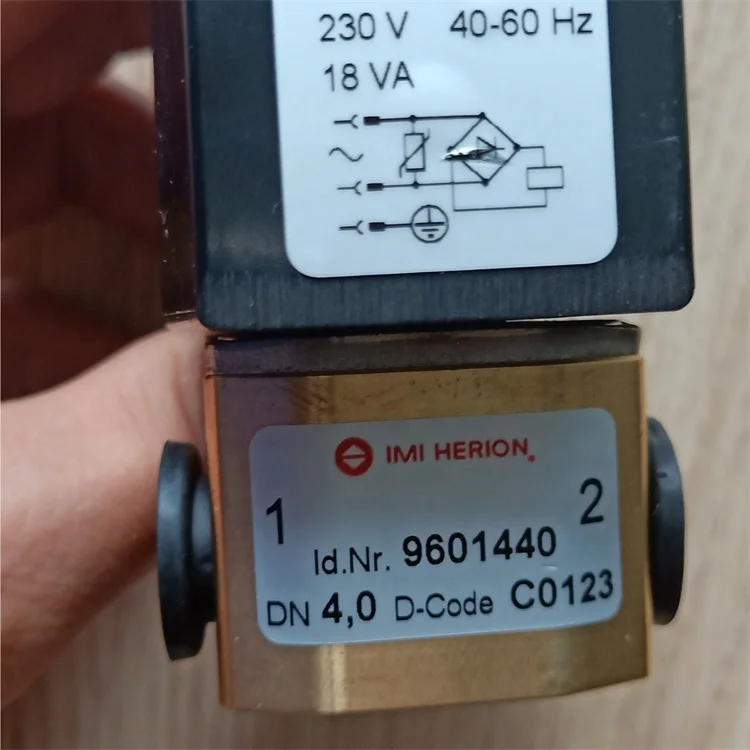 230 V 40-60 Hz
18 VA
IMI HERION
1 2
Id.Nr. 9601440
DN 4,0 D-Code C0123